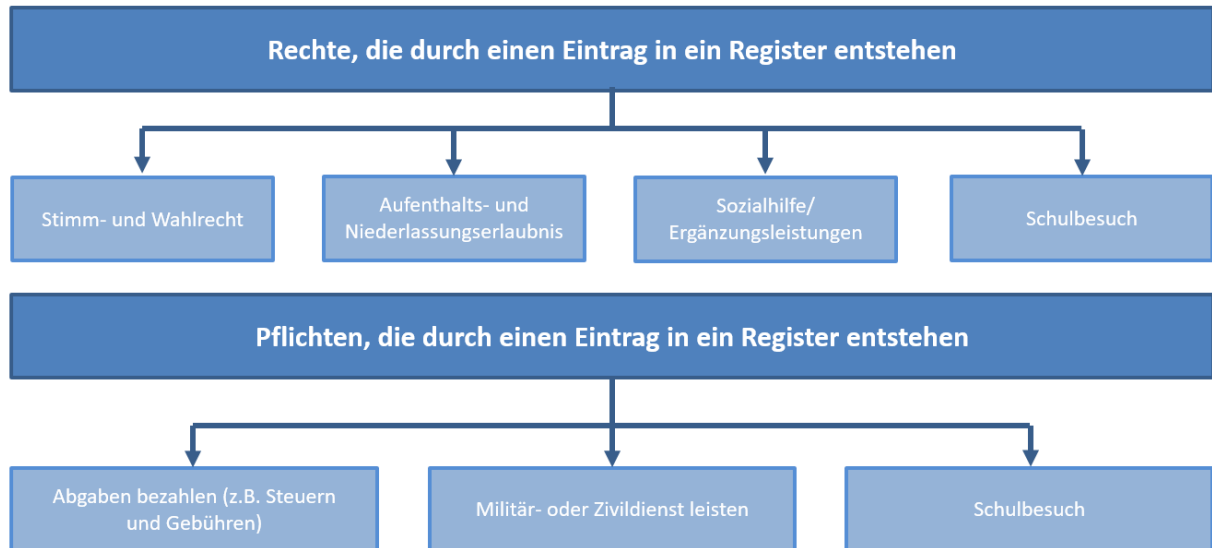 Rechte, die durch einen Eintrag in ein Register entstehen
Stimm- und Wahlrecht
Aufenthalts- und
Niederlassungserlaubnis
Sozialhilfe/
Ergänzungsleistungen
Schulbesuch
Pflichten, die durch einen Eintrag in ein Register entstehen
Abgaben bezahlen (z.B. Steuern
und Gebühren)
Militär- oder Zivildienst leisten
Schulbesuch